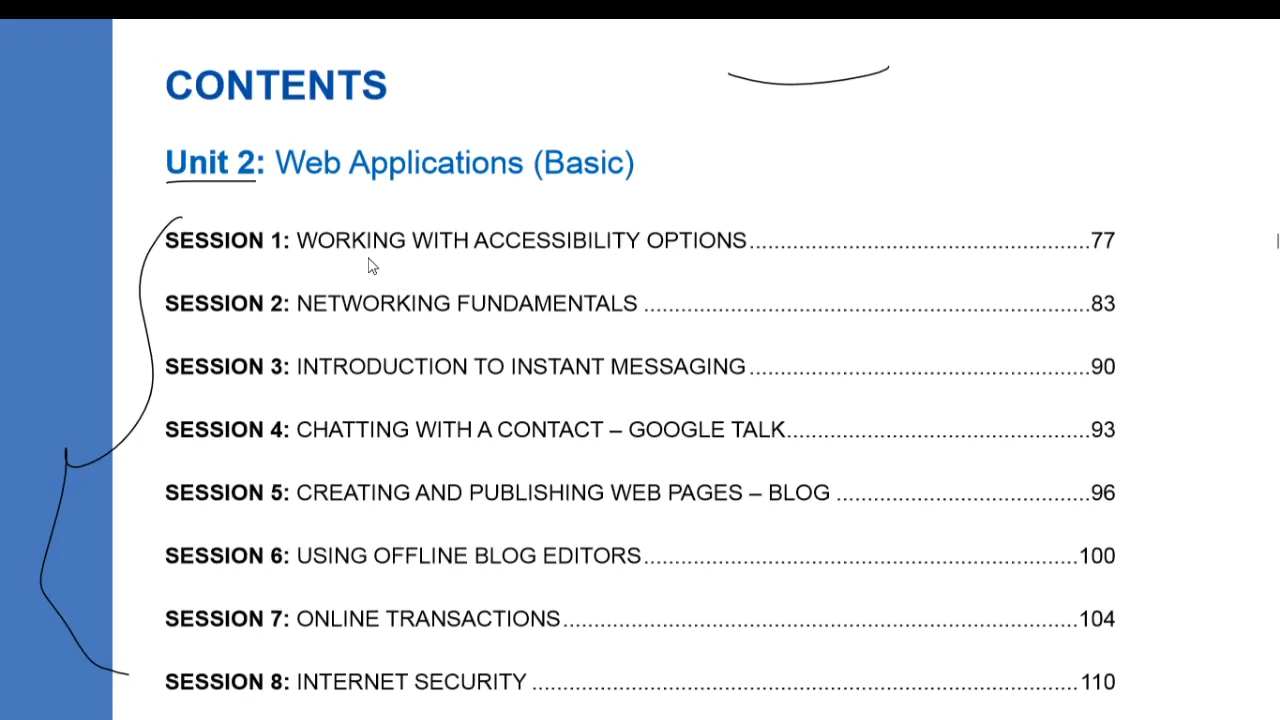 CONTENTS
Unit 2: Web Applications (Basic)
SESSION 1: WORKING WITH ACCESSIBILITY OPTIONS....................................................77
SESSION 2: NETWORKING FUNDAMENTALS ....................................................................83
SESSION 3: INTRODUCTION TO INSTANT MESSAGING....................................................90
SESSION 4: CHATTING WITH A CONTACT – GOOGLE TALK..............................................93
SESSION 5: CREATING AND PUBLISHING WEB PAGES – BLOG .......................................96
SESSION 6: USING OFFLINE BLOG EDITORS..................................................................100
SESSION 7: ONLINE TRANSACTIONS..............................................................................104
SESSION 8: INTERNET SECURITY ...................................................................................110